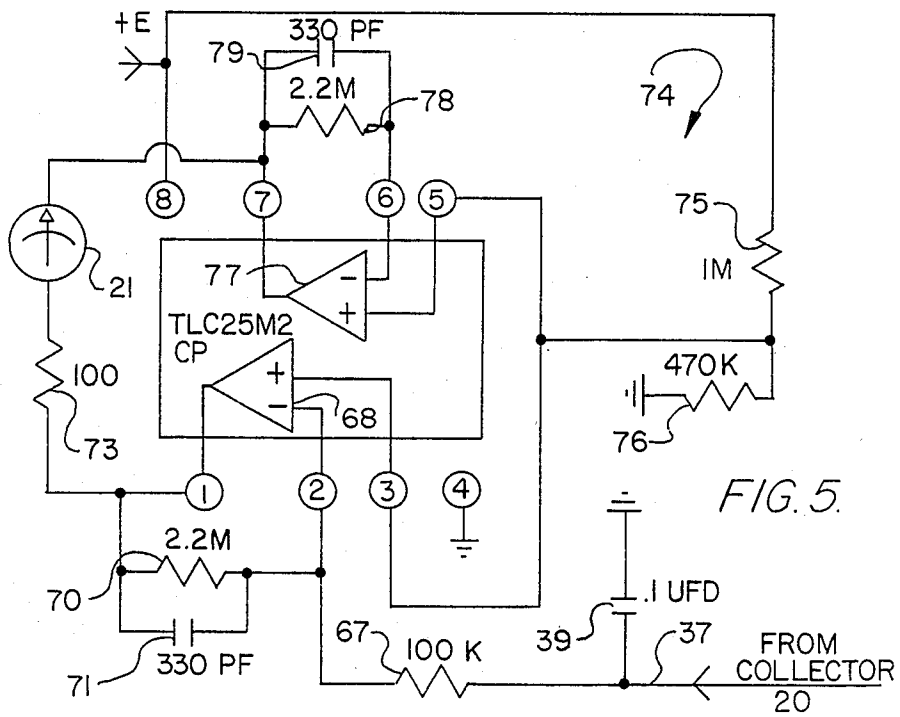 +E
330 PF
79
2.2M
78
74
8
7
6
5
75
1M
21
77
TLC25M2
CP
100
73
68
470K
76
1
2
3
4
FIG. 5.
2.2M
70
71
330 PF
67
100 K
39
.1 UFD
37
FROM
COLLECTOR
20